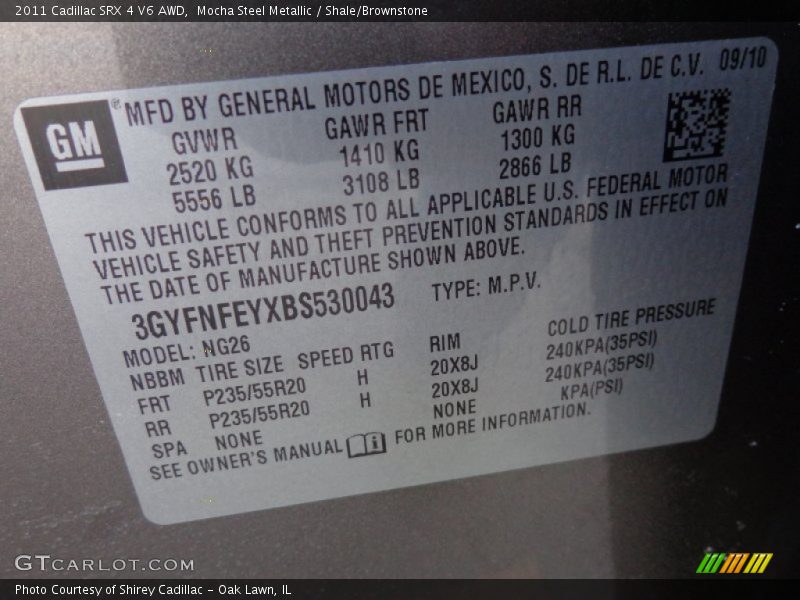 2011 Cadillac SRX 4 V6 AWD,  Mocha Steel Metallic / Shale/Brownstone
GM
® MFD BY GENERAL MOTORS DE MEXICO, S. DE R.L. DE C.V. 09/10
GVWR GAWR FRT GAWR RR
2520 KG 1410 KG 1300 KG
5556 LB 3108 LB 2866 LB
THIS VEHICLE CONFORMS TO ALL APPLICABLE U.S. FEDERAL MOTOR
VEHICLE SAFETY AND THEFT PREVENTION STANDARDS IN EFFECT ON
THE DATE OF MANUFACTURE SHOWN ABOVE.
3GYFNFEYXBS530043 TYPE: M.P.V.
MODEL: NG26
NBBM TIRE SIZE SPEED RTG RIM COLD TIRE PRESSURE
FRT P235/55R20 H 20X8J 240KPA(35PSI)
RR P235/55R20 H 20X8J 240KPA(35PSI)
SPA NONE NONE KPA(PSI)
SEE OWNER'S MANUAL FOR MORE INFORMATION.
GTCARLOT.COM
Photo Courtesy of Shirey Cadillac – Oak Lawn, IL